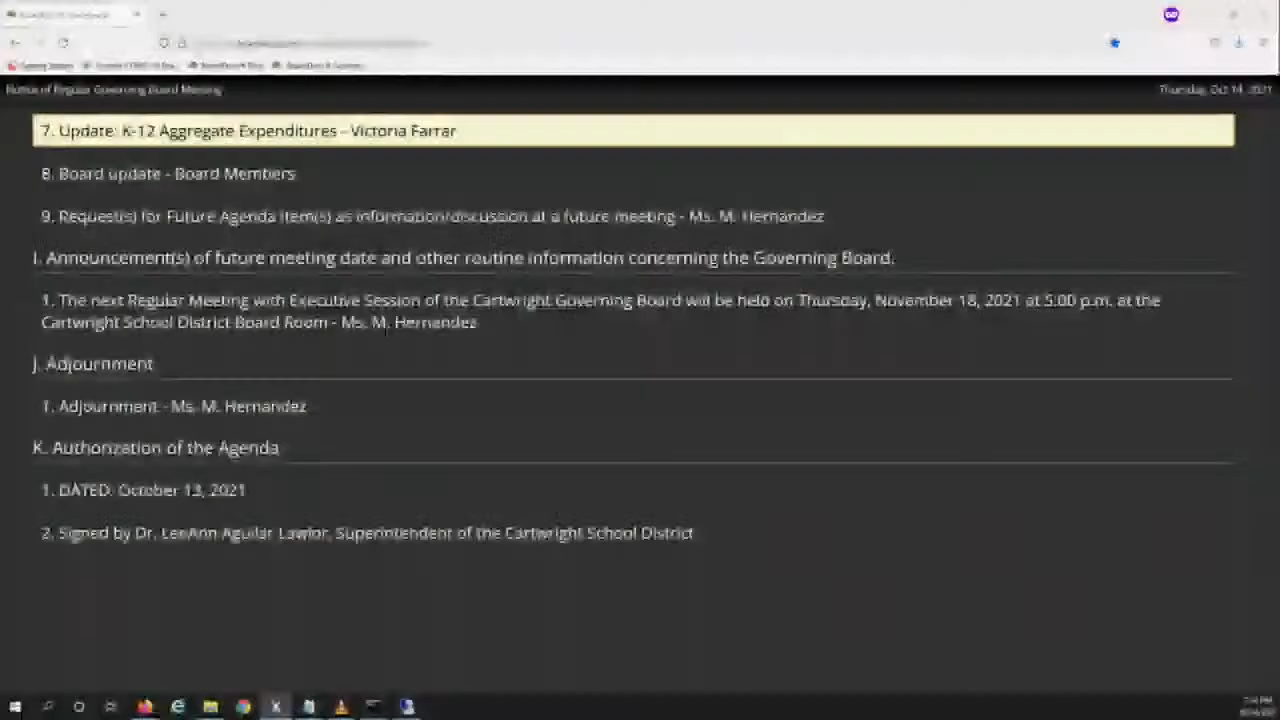 Notice of Regular Governing Board Meeting
Thursday, Oct 14, 2021
7. Update: K-12 Aggregate Expenditures - Victoria Farrar
8. Board update - Board Members
9. Request(s) for Future Agenda item(s) as information/discussion at a future meeting - Ms. M. Hernandez
I. Announcement(s) of future meeting date and other routine information concerning the Governing Board.
1. The next Regular Meeting with Executive Session of the Cartwright Governing Board will be held on Thursday, November 18, 2021 at 5:00 p.m. at the
Cartwright School District Board Room - Ms. M. Hernandez
J. Adjournment
1. Adjournment - Ms. M. Hernandez
K. Authorization of the Agenda
1. DATED: October 13, 2021
2. Signed by Dr. LeeAnn Aguilar Lawlor, Superintendent of the Cartwright School District